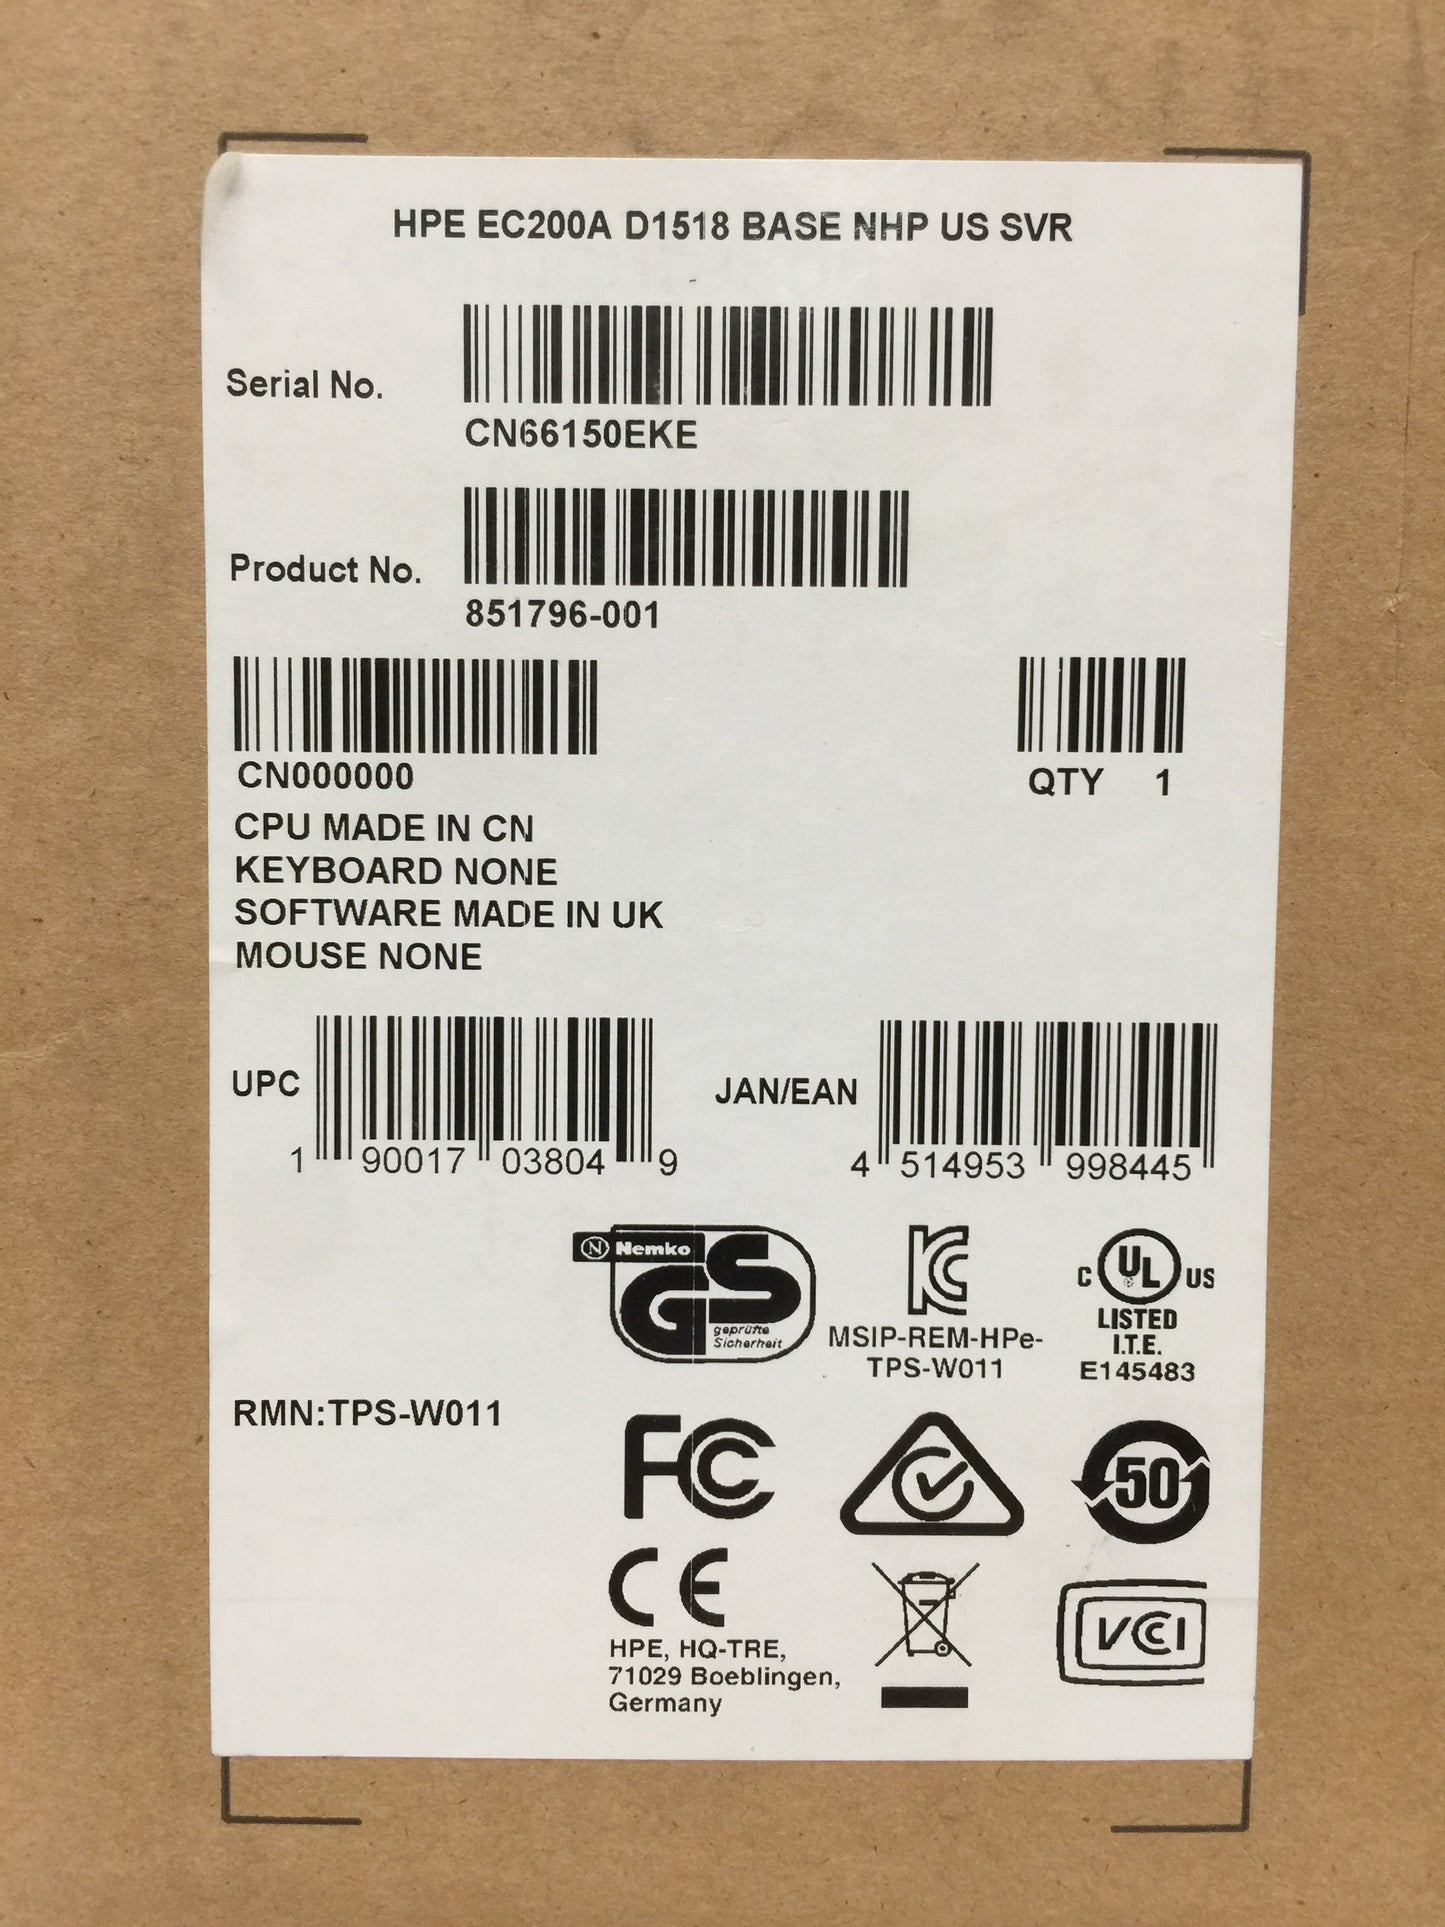 HPE EC200A D1518 BASE NHP US SVR
Serial No.
CN66150EKE
Product No.
851796-001
CN000000
QTY 1
CPU MADE IN CN
KEYBOARD NONE
SOFTWARE MADE IN UK
MOUSE NONE
UPC
1 90017 03804 9
JAN/EAN
4 514953 998445
N Nemko
GS
geprüfte
Sicherheit
KC
MSIP-REM-HPe-
TPS-W011
C UL US
LISTED
I.T.E.
E145483
RMN:TPS-W011
FC
50
CE
HPE, HQ-TRE,
71029 Boeblingen,
Germany
VCCI